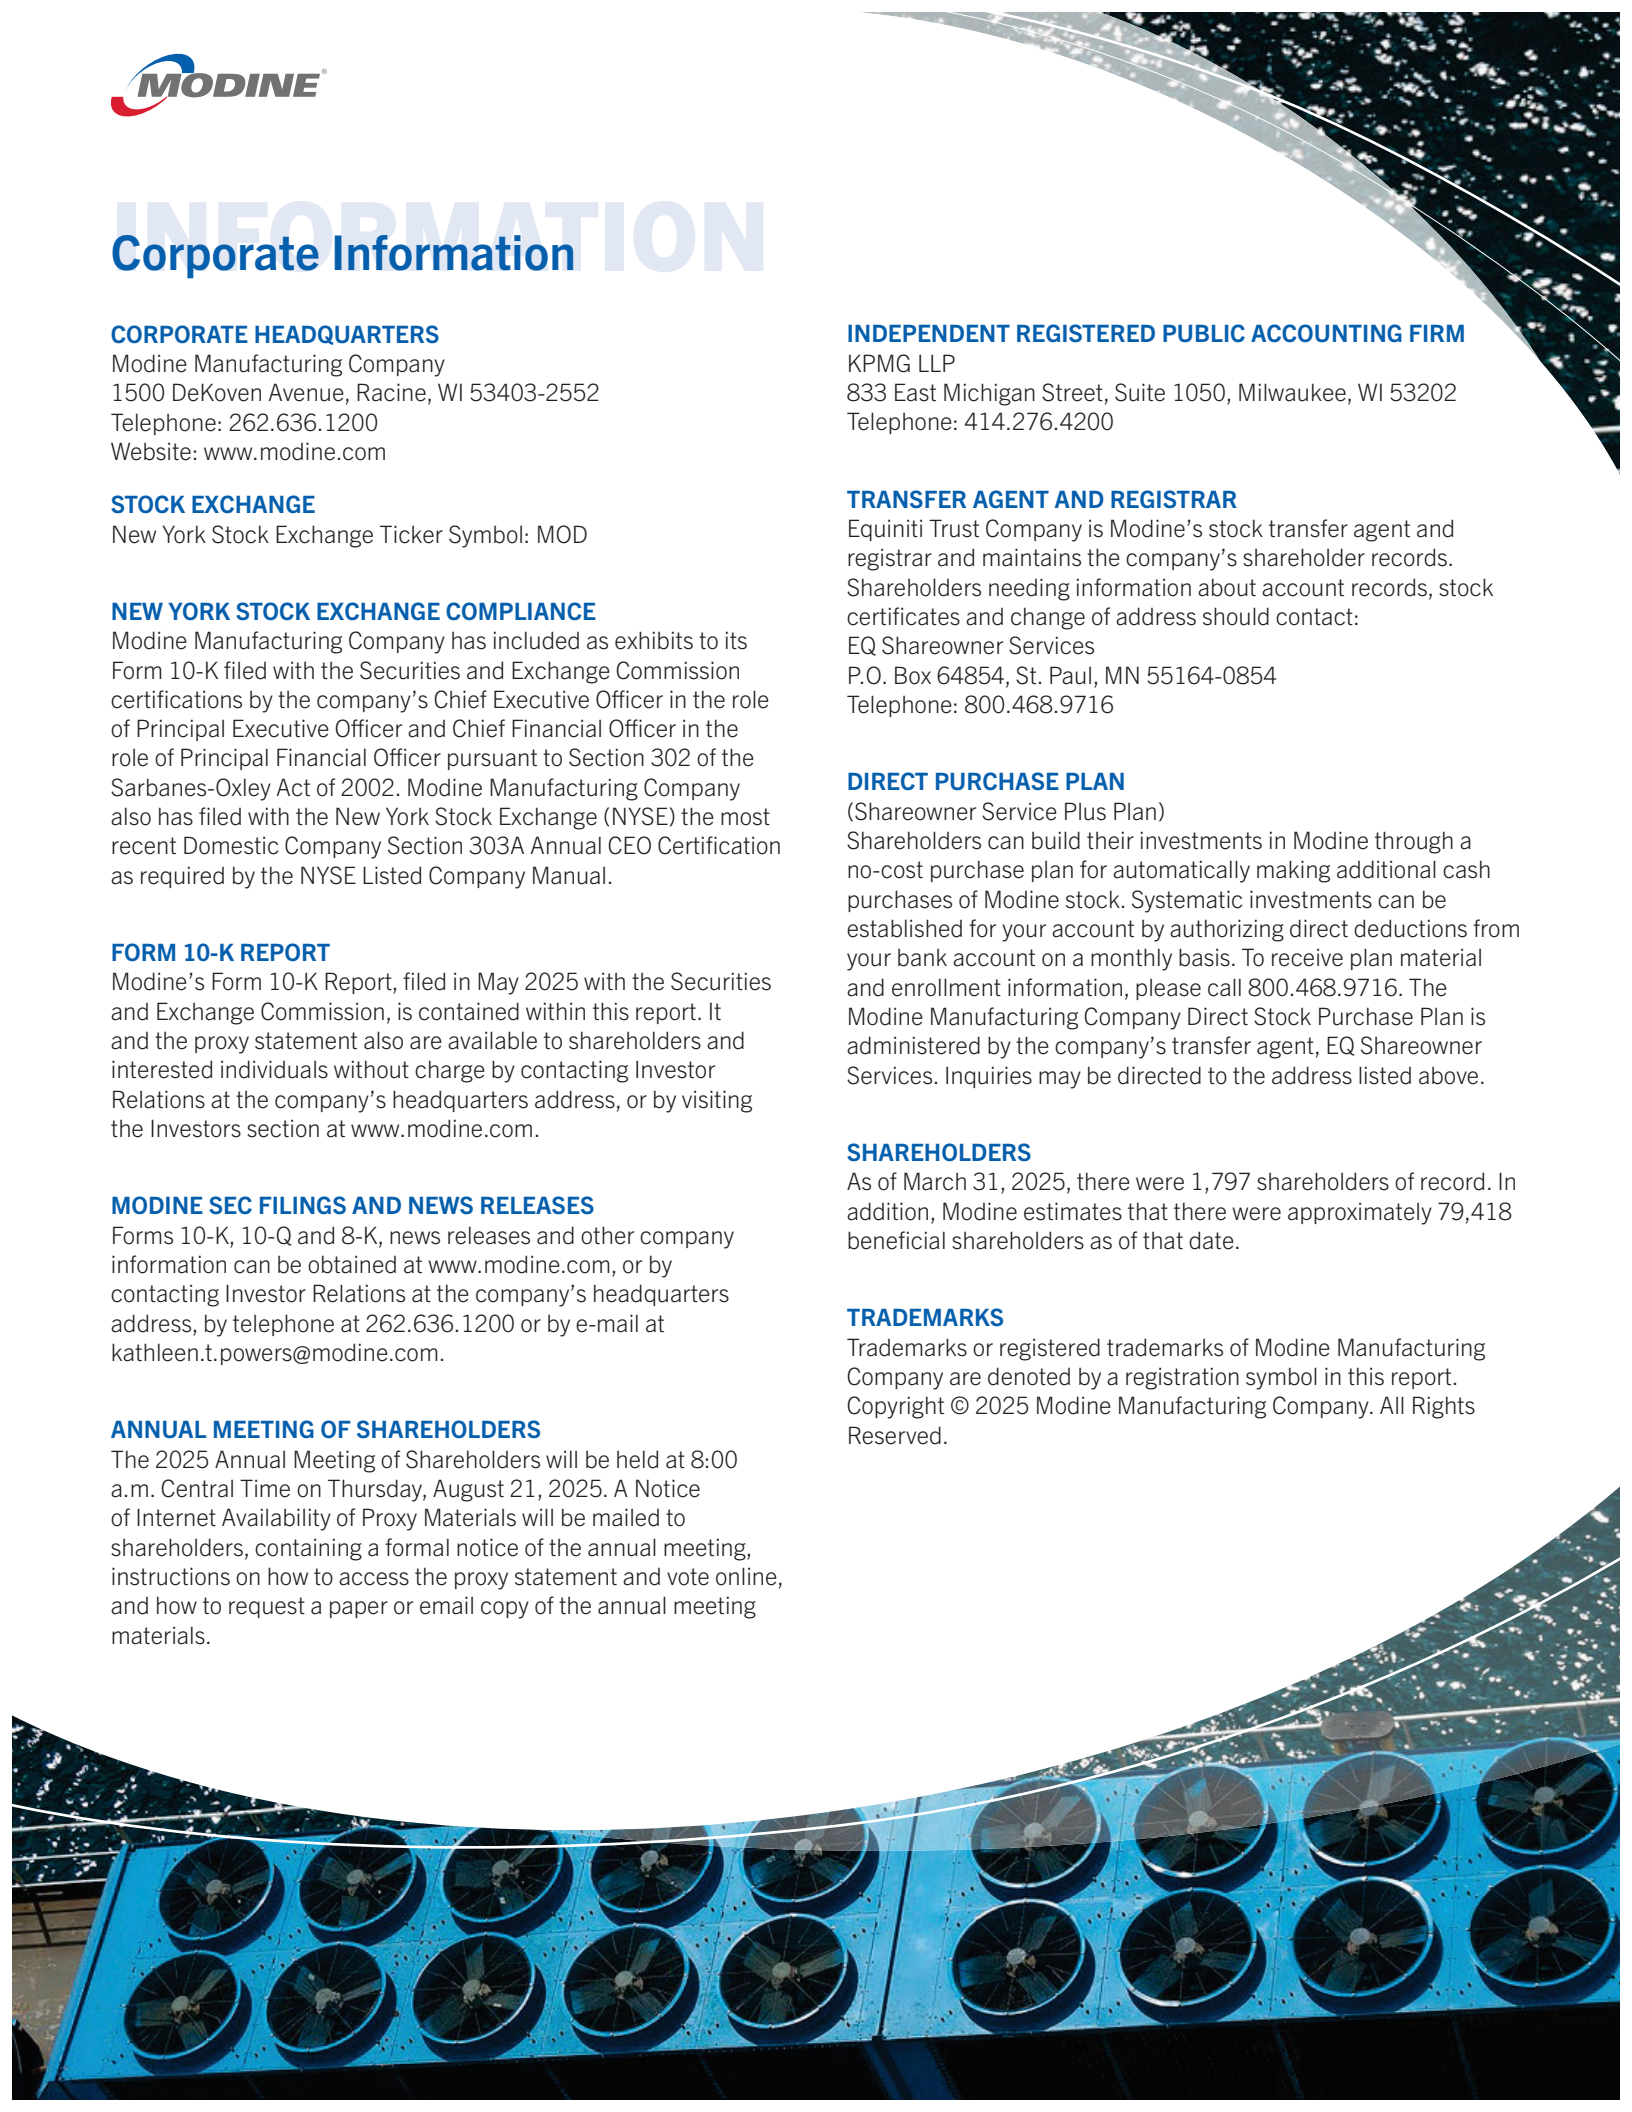 MODINE®
INFORMATION
Corporate Information
CORPORATE HEADQUARTERS
Modine Manufacturing Company
1500 DeKoven Avenue, Racine, WI 53403-2552
Telephone: 262.636.1200
Website: www.modine.com
STOCK EXCHANGE
New York Stock Exchange Ticker Symbol: MOD
NEW YORK STOCK EXCHANGE COMPLIANCE
Modine Manufacturing Company has included as exhibits to its
Form 10-K filed with the Securities and Exchange Commission
certifications by the company's Chief Executive Officer in the role
of Principal Executive Officer and Chief Financial Officer in the
role of Principal Financial Officer pursuant to Section 302 of the
Sarbanes-Oxley Act of 2002. Modine Manufacturing Company
also has filed with the New York Stock Exchange (NYSE) the most
recent Domestic Company Section 303A Annual CEO Certification
as required by the NYSE Listed Company Manual.
FORM 10-K REPORT
Modine's Form 10-K Report, filed in May 2025 with the Securities
and Exchange Commission, is contained within this report. It
and the proxy statement also are available to shareholders and
interested individuals without charge by contacting Investor
Relations at the company's headquarters address, or by visiting
the Investors section at www.modine.com.
MODINE SEC FILINGS AND NEWS RELEASES
Forms 10-K, 10-Q and 8-K, news releases and other company
information can be obtained at www.modine.com, or by
contacting Investor Relations at the company's headquarters
address, by telephone at 262.636.1200 or by e-mail at
kathleen.t.powers@modine.com.
ANNUAL MEETING OF SHAREHOLDERS
The 2025 Annual Meeting of Shareholders will be held at 8:00
a.m. Central Time on Thursday, August 21, 2025. A Notice
of Internet Availability of Proxy Materials will be mailed to
shareholders, containing a formal notice of the annual meeting,
instructions on how to access the proxy statement and vote online,
and how to request a paper or email copy of the annual meeting
materials.
INDEPENDENT REGISTERED PUBLIC ACCOUNTING FIRM
KPMG LLP
833 East Michigan Street, Suite 1050, Milwaukee, WI 53202
Telephone: 414.276.4200
TRANSFER AGENT AND REGISTRAR
Equiniti Trust Company is Modine's stock transfer agent and
registrar and maintains the company's shareholder records.
Shareholders needing information about account records, stock
certificates and change of address should contact:
EQ Shareowner Services
P.O. Box 64854, St. Paul, MN 55164-0854
Telephone: 800.468.9716
DIRECT PURCHASE PLAN
(Shareowner Service Plus Plan)
Shareholders can build their investments in Modine through a
no-cost purchase plan for automatically making additional cash
purchases of Modine stock. Systematic investments can be
established for your account by authorizing direct deductions from
your bank account on a monthly basis. To receive plan material
and enrollment information, please call 800.468.9716. The
Modine Manufacturing Company Direct Stock Purchase Plan is
administered by the company's transfer agent, EQ Shareowner
Services. Inquiries may be directed to the address listed above.
SHAREHOLDERS
As of March 31, 2025, there were 1,797 shareholders of record. In
addition, Modine estimates that there were approximately 79,418
beneficial shareholders as of that date.
TRADEMARKS
Trademarks or registered trademarks of Modine Manufacturing
Company are denoted by a registration symbol in this report.
Copyright © 2025 Modine Manufacturing Company. All Rights
Reserved.